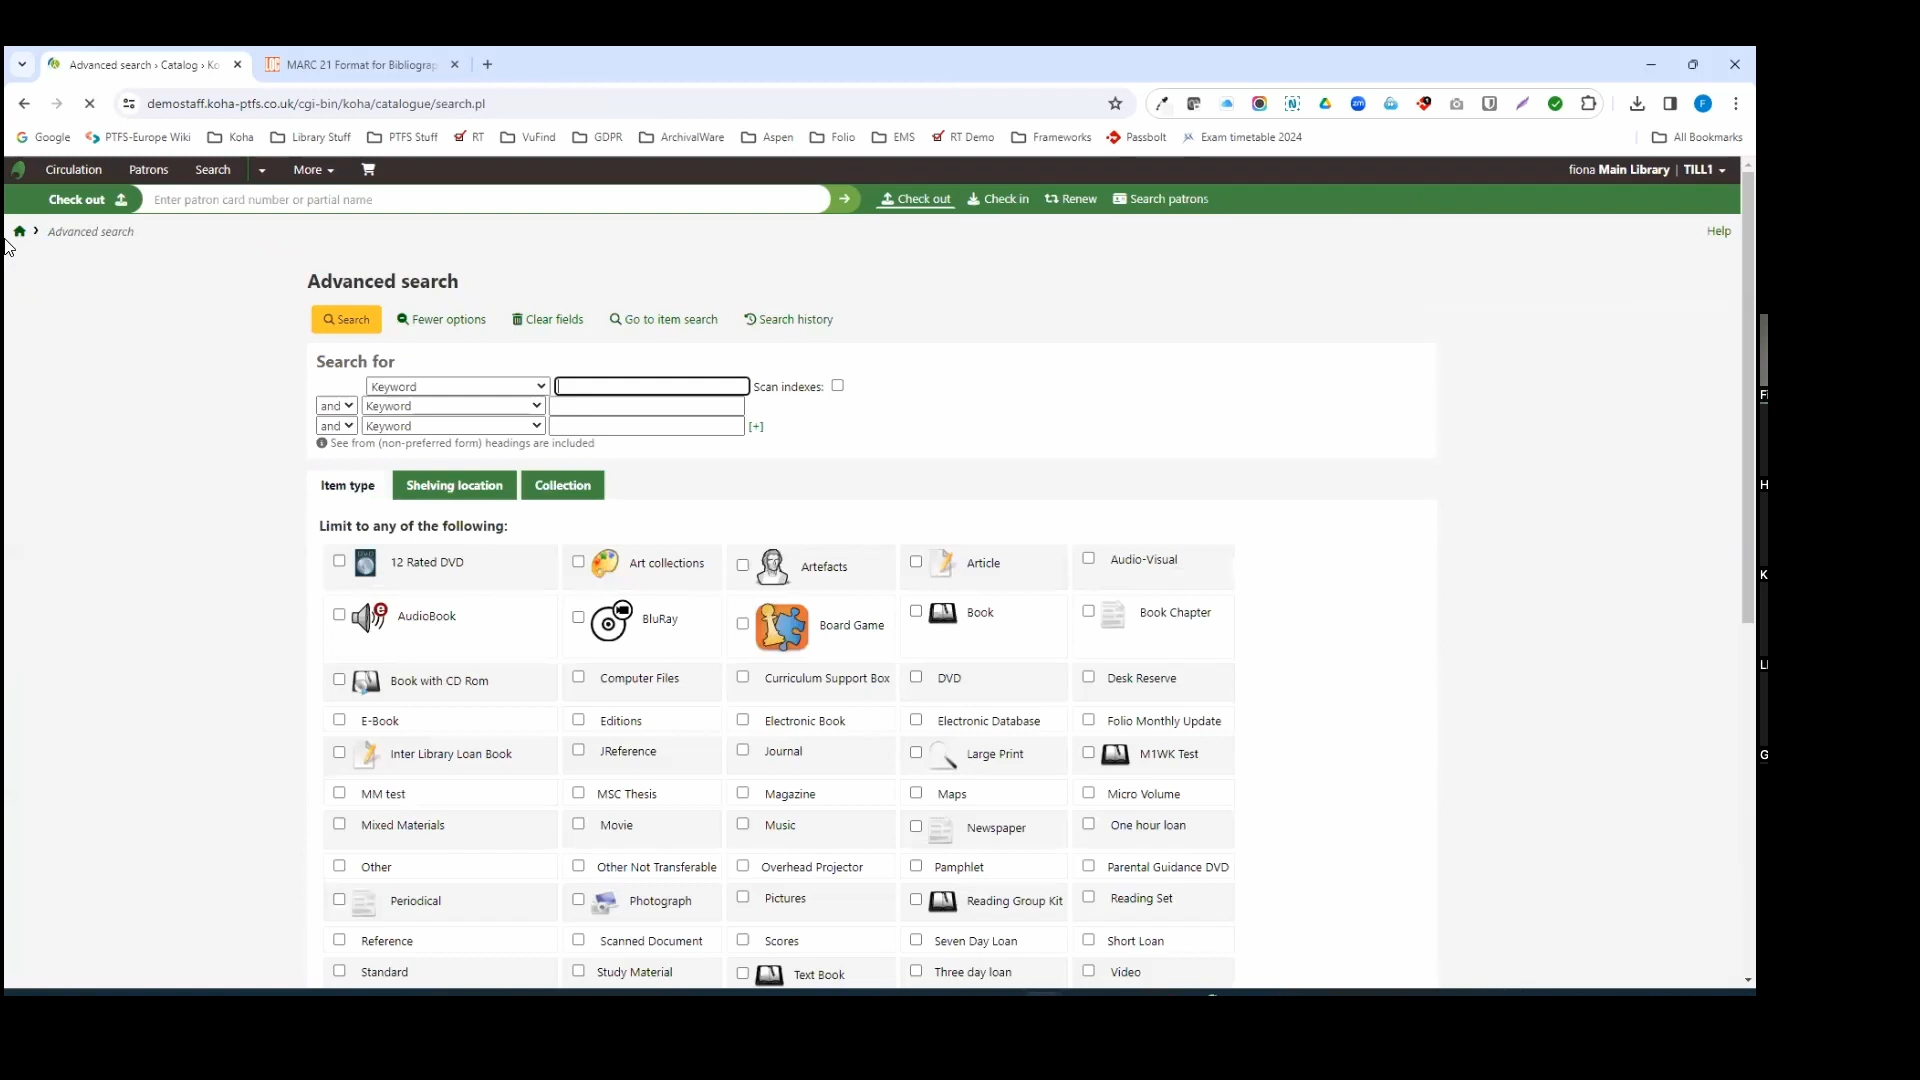 Advanced search › Catalog › Ko
MARC 21 Format for Bibliograp
demostaff.koha-ptfs.co.uk/cgi-bin/koha/catalogue/search.pl
Google PTFS-Europe Wiki Koha Library Stuff PTFS Stuff RT VuFind GDPR ArchivalWare Aspen Folio EMS RT Demo Frameworks Passbolt Exam timetable 2024 All Bookmarks
Circulation Patrons Search More fiona Main Library | TILL1
Check out Enter patron card number or partial name Check out Check in Renew Search patrons
Advanced search Help
Advanced search
Search Fewer options Clear fields Go to item search Search history
Search for
Keyword Scan indexes:
and Keyword
and Keyword [+]
See from (non-preferred form) headings are included
Item type Shelving location Collection
Limit to any of the following:
12 Rated DVD Art collections Artefacts Article Audio-Visual
AudioBook BluRay Board Game Book Book Chapter
Book with CD Rom Computer Files Curriculum Support Box DVD Desk Reserve
E-Book Editions Electronic Book Electronic Database Folio Monthly Update
Inter Library Loan Book JReference Journal Large Print M1WK Test
MM test MSC Thesis Magazine Maps Micro Volume
Mixed Materials Movie Music Newspaper One hour loan
Other Other Not Transferable Overhead Projector Pamphlet Parental Guidance DVD
Periodical Photograph Pictures Reading Group Kit Reading Set
Reference Scanned Document Scores Seven Day Loan Short Loan
Standard Study Material Text Book Three day loan Video